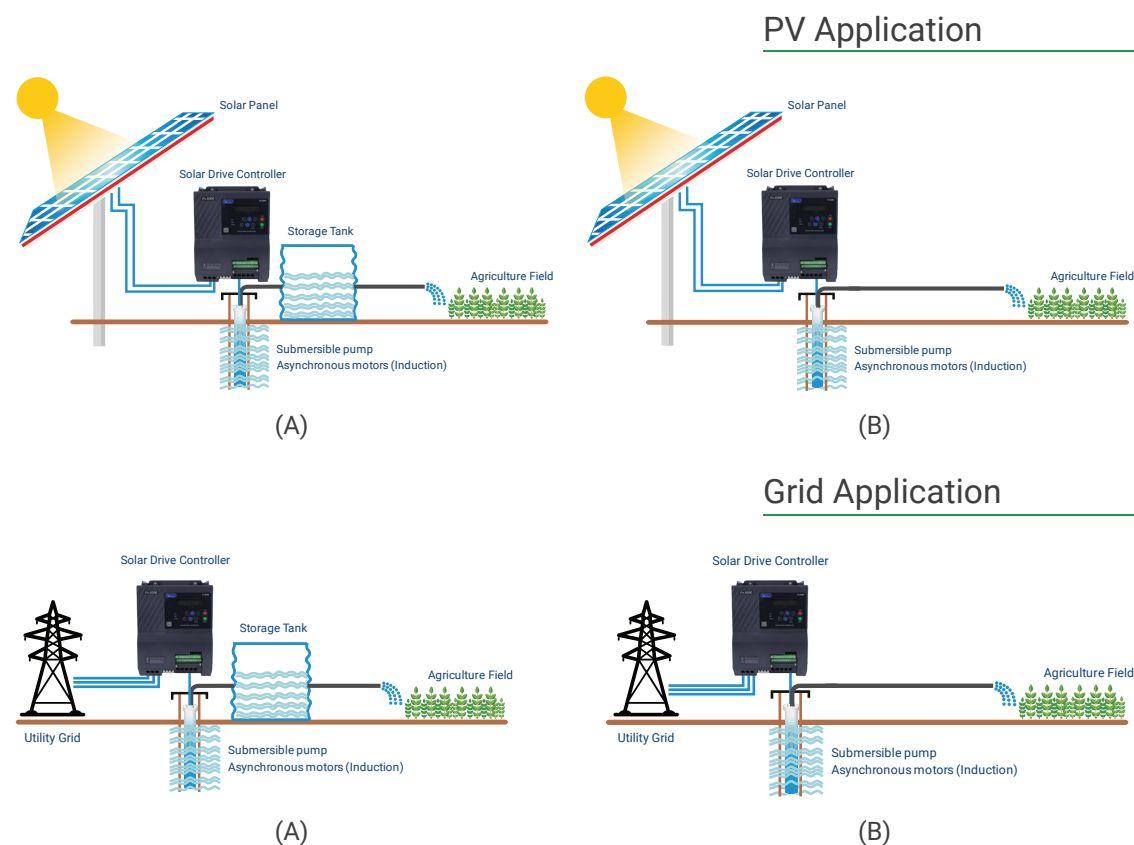 PV Application
Solar Panel
Solar Drive Controller
Storage Tank
Agriculture Field
Submersible pump
Asynchronous motors (Induction)
(A)
Solar Panel
Solar Drive Controller
Agriculture Field
Submersible pump
Asynchronous motors (Induction)
(B)
Grid Application
Solar Drive Controller
Storage Tank
Agriculture Field
Utility Grid
Submersible pump
Asynchronous motors (Induction)
(A)
Solar Drive Controller
Agriculture Field
Utility Grid
Submersible pump
Asynchronous motors (Induction)
(B)